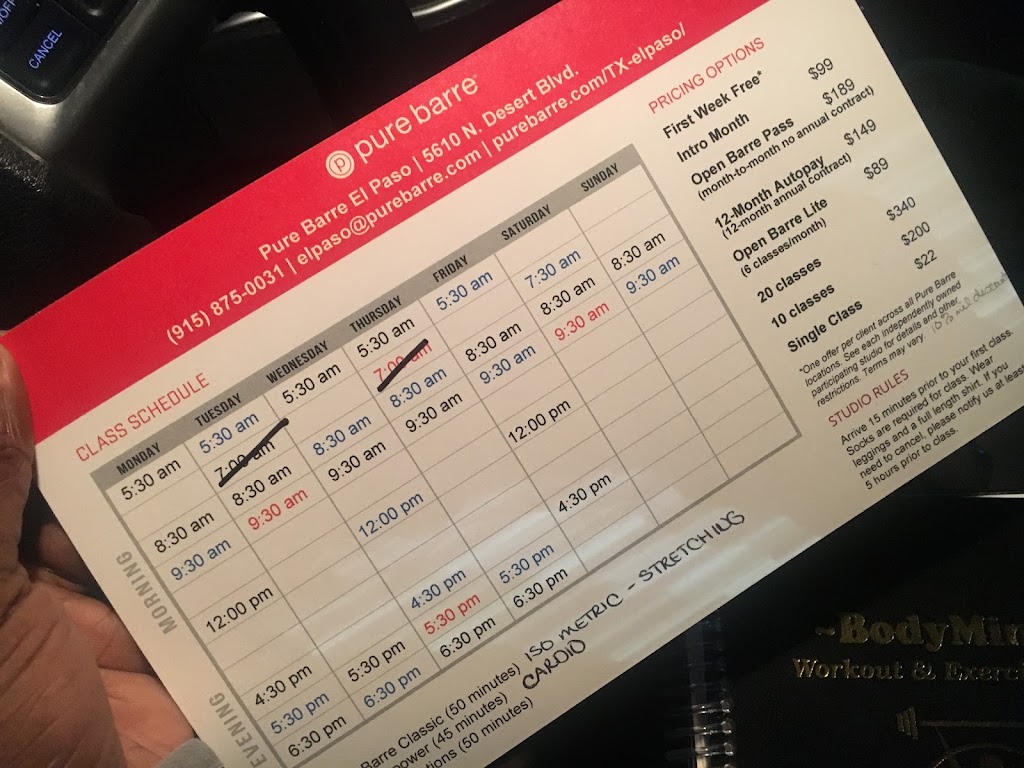 CANCEL
pure barre
Pure Barre El Paso | 5610 N. Desert Blvd.
(915) 875-0031 | elpaso@purebarre.com | purebarre.com/TX-elpaso/
CLASS SCHEDULE
MORNING
EVENING
MONDAY
5:30 am
8:30 am
9:30 am
12:00 pm
4:30 pm
5:30 pm
6:30 pm
TUESDAY
5:30 am
7:00 am
8:30 am
9:30 am
5:30 pm
6:30 pm
WEDNESDAY
5:30 am
8:30 am
9:30 am
12:00 pm
4:30 pm
5:30 pm
6:30 pm
THURSDAY
5:30 am
7:00 am
8:30 am
9:30 am
5:30 pm
6:30 pm
FRIDAY
5:30 am
8:30 am
9:30 am
12:00 pm
4:30 pm
SATURDAY
7:30 am
8:30 am
9:30 am
SUNDAY
8:30 am
9:30 am
Barre Classic (50 minutes) ISO METRIC - STRETCHING
power (45 minutes) CARDIO
tions (50 minutes)
PRICING OPTIONS
First Week Free*
Intro Month $99
Open Barre Pass $189
(month-to-month no annual contract)
12-Month Autopay $149
(12-month annual contract)
Open Barre Lite $89
(6 classes/month)
20 classes $340
10 classes $200
Single Class $22
*One offer per client across all Pure Barre
locations. See each independently owned
participating studio for details and other
restrictions. Terms may vary. 10% mil discount
STUDIO RULES
Arrive 15 minutes prior to your first class.
Socks are required for class. Wear
leggings and a full length shirt. If you
need to cancel, please notify us at least
5 hours prior to class.
~BodyMin
Workout & Exerci